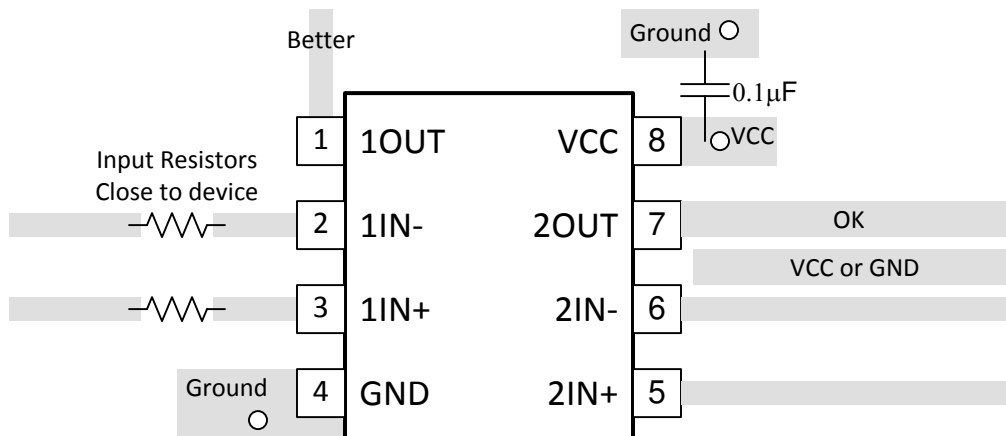 Better
Ground
0.1μF
1
1OUT
VCC
8
VCC
Input Resistors
Close to device
2
1IN-
2OUT
7
OK
VCC or GND
3
1IN+
2IN-
6
Ground
4
GND
2IN+
5